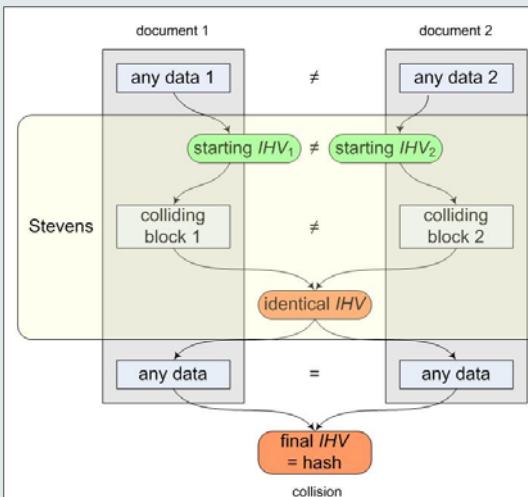 document 1
document 2
any data 1
≠
any data 2
starting IHV₁
≠
starting IHV₂
Stevens
colliding
block 1
≠
colliding
block 2
identical IHV
any data
=
any data
final IHV
= hash
collision